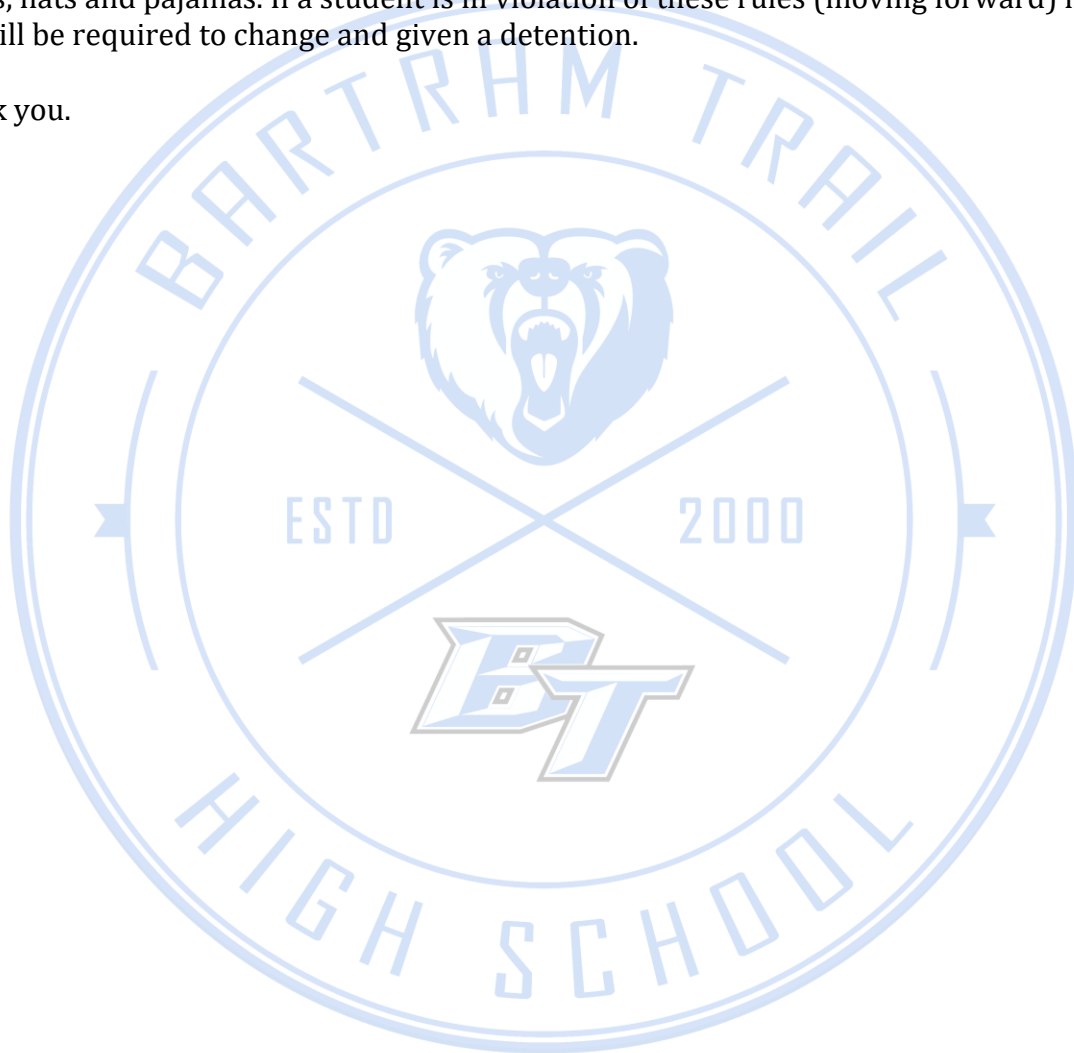 hats and pajamas. If a student is in violation of these rules (moving forward)
ill be required to change and given a detention.
k you.
BARTRAM TRAIL
ESTD 2000
BT
HIGH SCHOOL